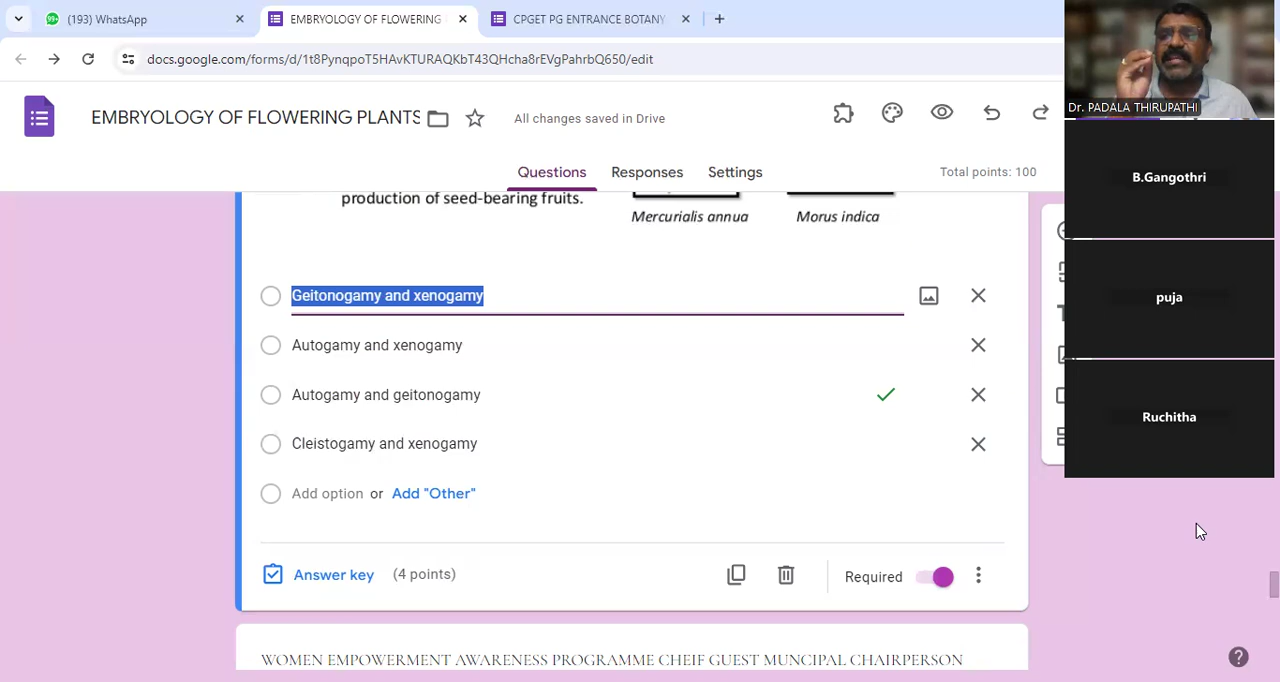 (193) WhatsApp
EMBRYOLOGY OF FLOWERING
CPGET PG ENTRANCE BOTANY
docs.google.com/forms/d/1t8PynqpoT5HAvKTURAQKbT43QHcha8rEVgPahrbQ650/edit
EMBRYOLOGY OF FLOWERING PLANTS
All changes saved in Drive
Questions
Responses
Settings
Total points: 100
production of seed-bearing fruits.
Mercurialis annua
Morus indica
Geitonogamy and xenogamy
Autogamy and xenogamy
Autogamy and geitonogamy
Cleistogamy and xenogamy
Add option or Add "Other"
Answer key (4 points)
Required
WOMEN EMPOWERMENT AWARENESS PROGRAMME CHEIF GUEST MUNCIPAL CHAIRPERSON
Dr. PADALA THIRUPATHI
B.Gangothri
puja
Ruchitha